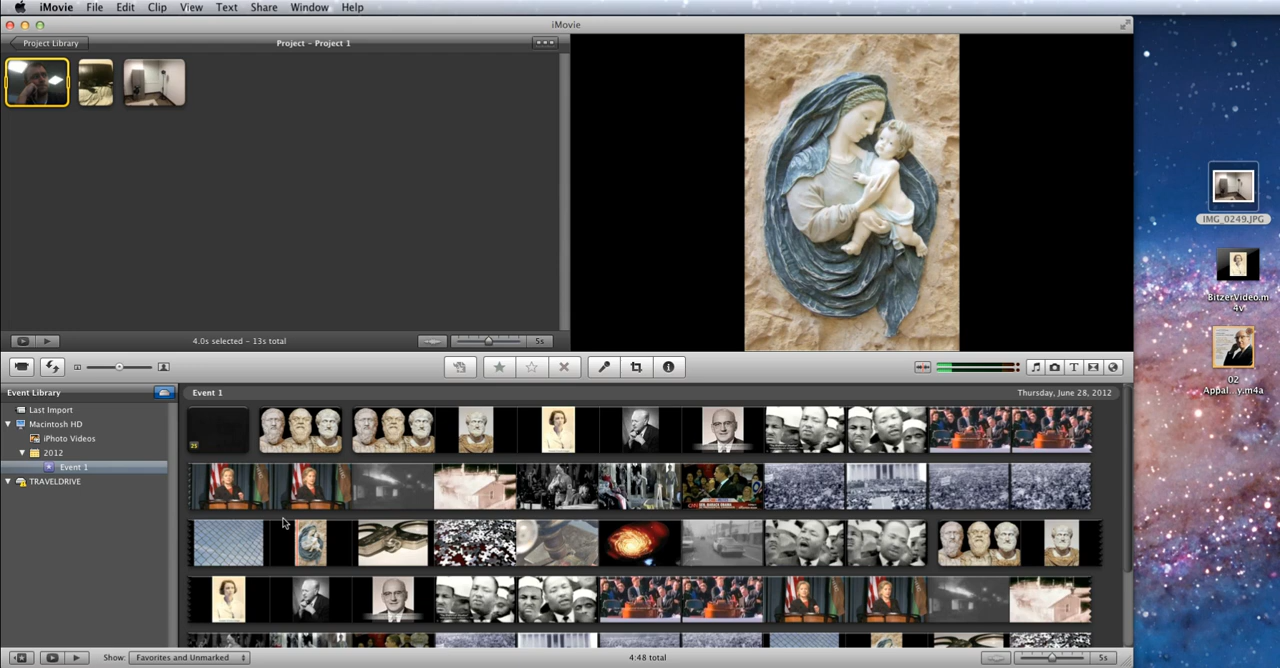 iMovie File Edit Clip View Text Share Window Help
iMovie
Project Library
Project - Project 1
4.0s selected - 13s total
5s
Event Library
Last Import
Macintosh HD
iPhoto Videos
2012
Event 1
TRAVELDRIVE
Event 1
Thursday, June 28, 2012
Show: Favorites and Unmarked
4:48 total
5s
IMG_0249.JPG
BitzerVideo.m
4v
02
Appal...y.m4a